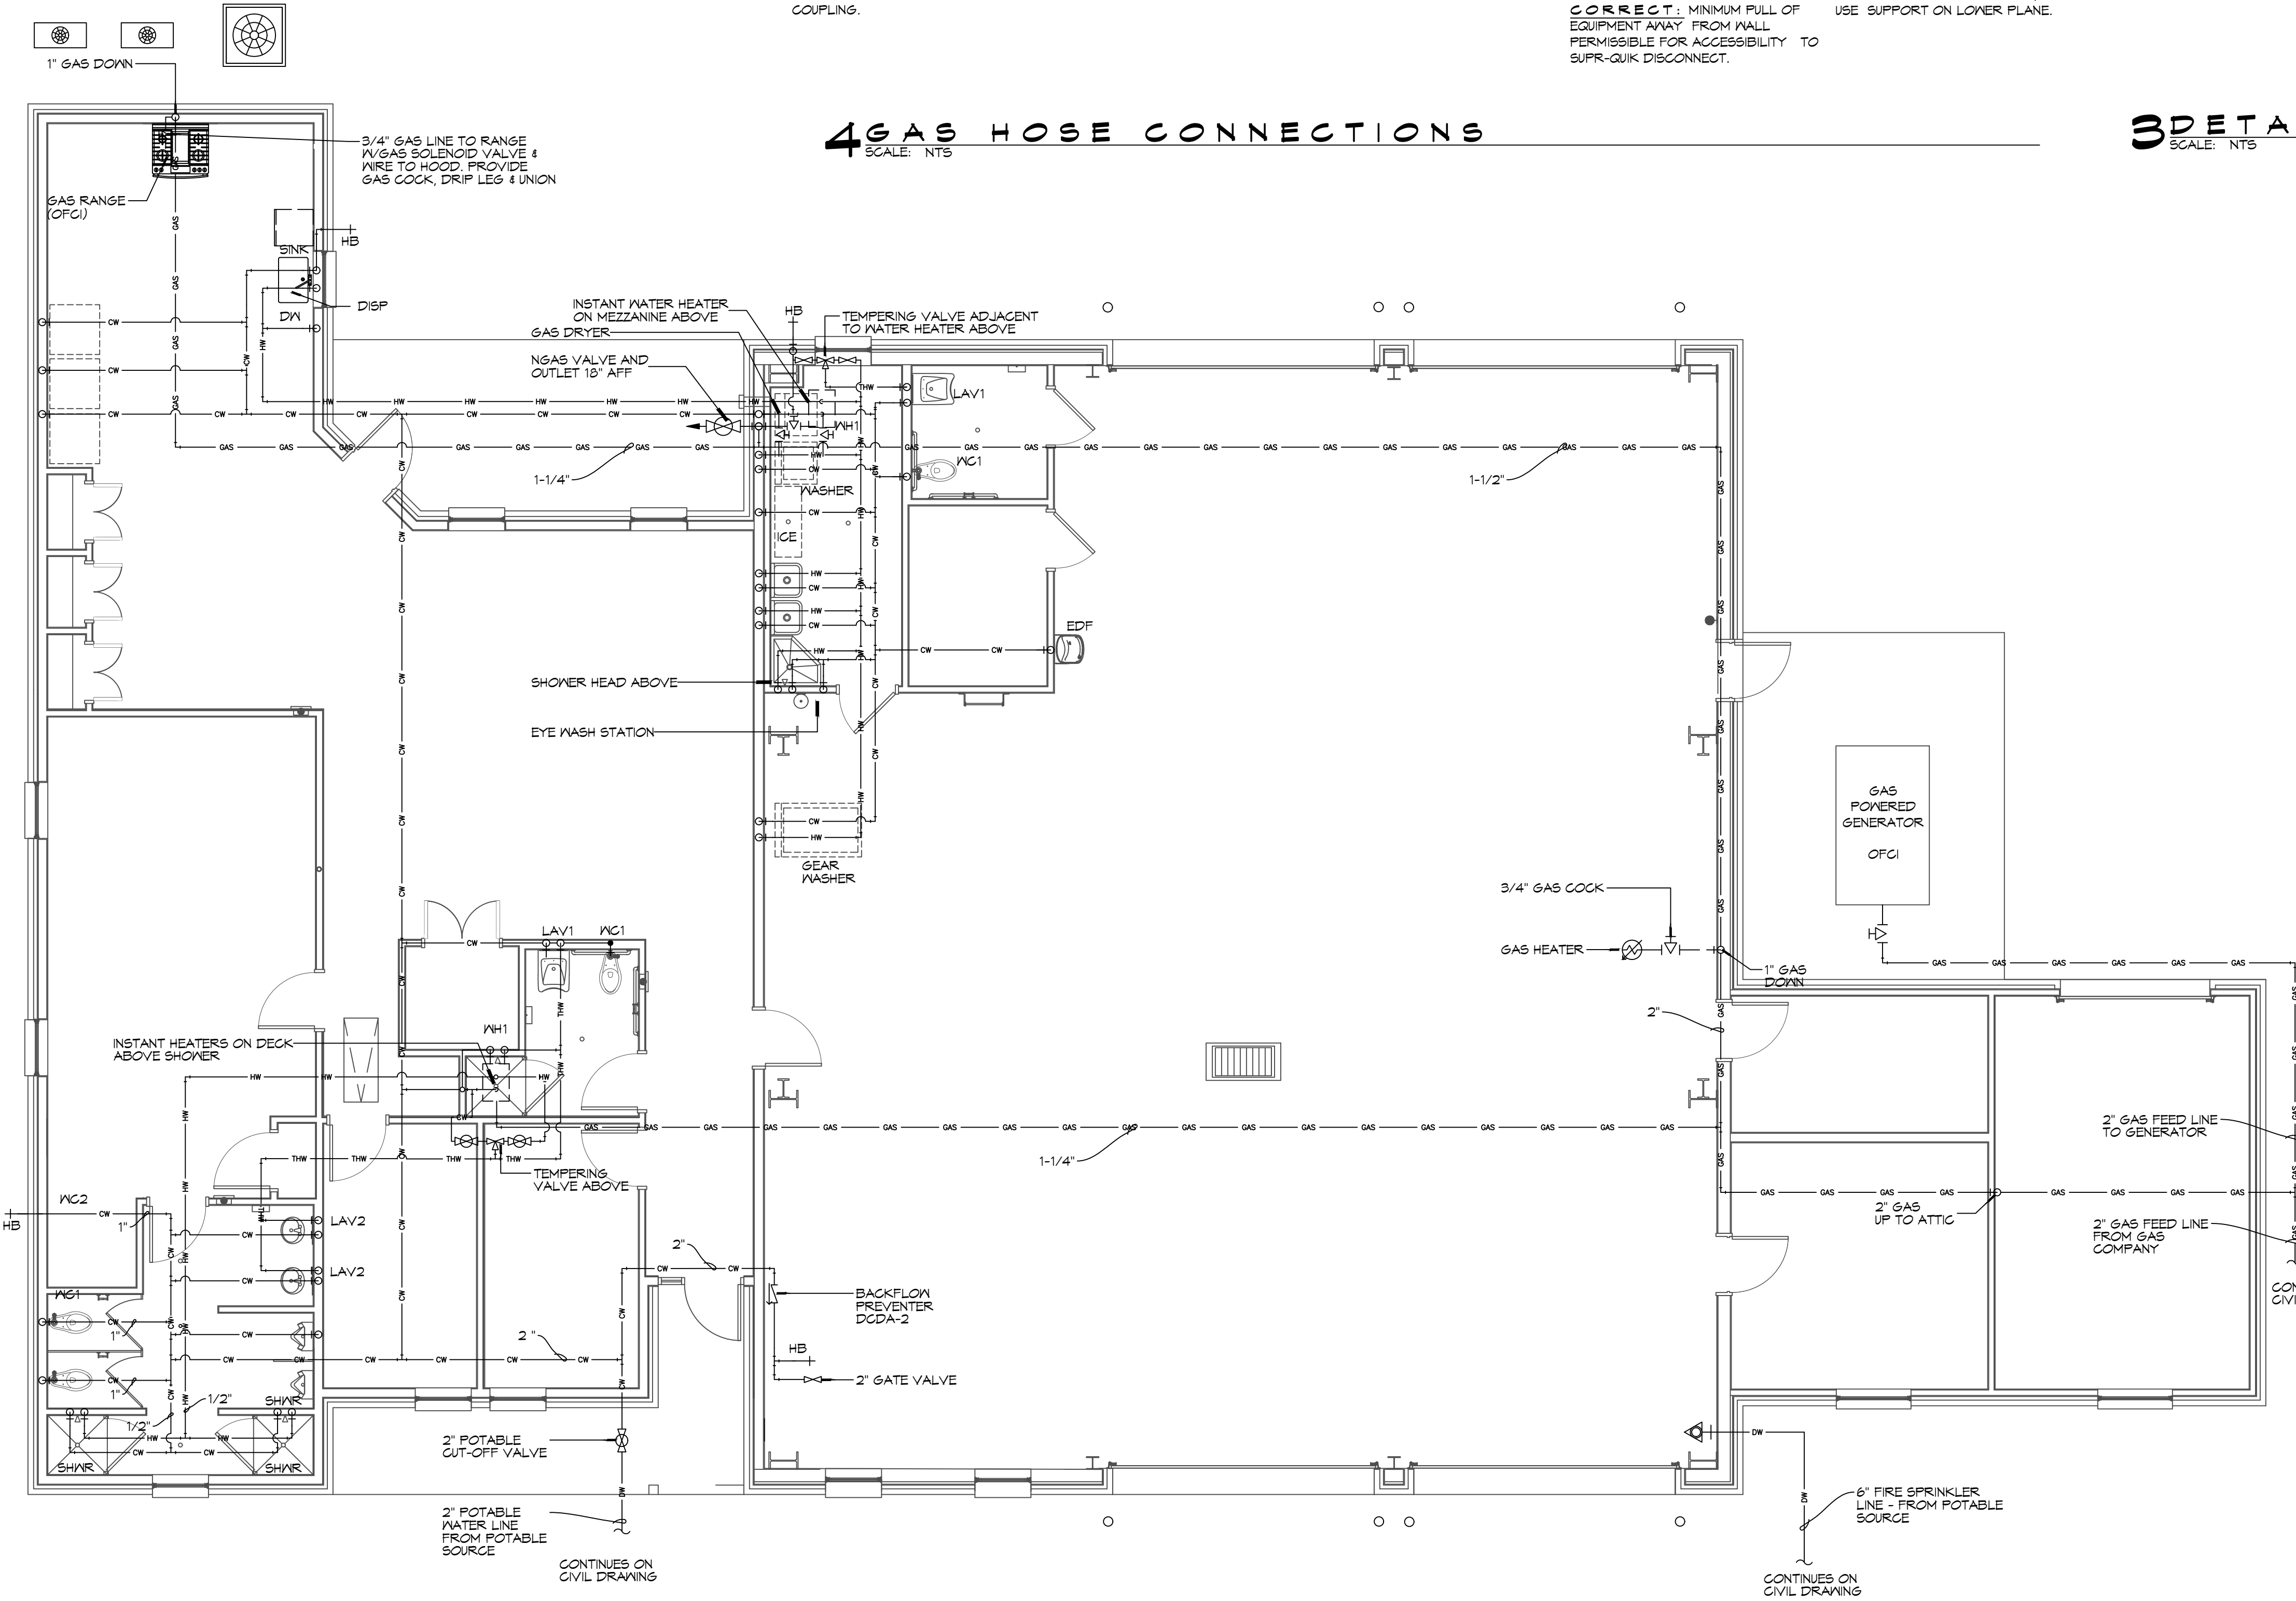 COUPLING.
CORRECT: MINIMUM PULL OF
EQUIPMENT AWAY FROM WALL
PERMISSIBLE FOR ACCESSIBILITY TO
SUPR-QUIK DISCONNECT.
USE SUPPORT ON LOWER PLANE.
1" GAS DOWN
4 GAS HOSE CONNECTIONS
SCALE: NTS
3 DETA
SCALE: NTS
3/4" GAS LINE TO RANGE
W/GAS SOLENOID VALVE &
WIRE TO HOOD. PROVIDE
GAS COCK, DRIP LEG & UNION
GAS RANGE
(OFCI)
HB
SINK
DISP
DW
INSTANT WATER HEATER
ON MEZZANINE ABOVE
GAS DRYER
NGAS VALVE AND
OUTLET 18" AFF
HB
TEMPERING VALVE ADJACENT
TO WATER HEATER ABOVE
THW
LAV1
WH1
WC1
WASHER
ICE
1-1/4"
1-1/2"
GAS
CW
HW
EDF
SHOWER HEAD ABOVE
EYE WASH STATION
GEAR
WASHER
GAS
POWERED
GENERATOR
OFCI
3/4" GAS COCK
GAS HEATER
1" GAS
DOWN
2"
LAV1
WC1
WH1
THW
INSTANT HEATERS ON DECK
ABOVE SHOWER
TEMPERING
VALVE ABOVE
1-1/4"
2" GAS FEED LINE
TO GENERATOR
2" GAS
UP TO ATTIC
2" GAS FEED LINE
FROM GAS
COMPANY
CON
CIVI
WC2
HB
1"
LAV2
LAV2
WC1
1"
1"
1/2"
1/2"
SHWR
SHWR
SHWR
2"
2 "
BACKFLOW
PREVENTER
DCDA-2
HB
2" GATE VALVE
2" POTABLE
CUT-OFF VALVE
DW
2" POTABLE
WATER LINE
FROM POTABLE
SOURCE
CONTINUES ON
CIVIL DRAWING
DW
6" FIRE SPRINKLER
LINE - FROM POTABLE
SOURCE
CONTINUES ON
CIVIL DRAWING